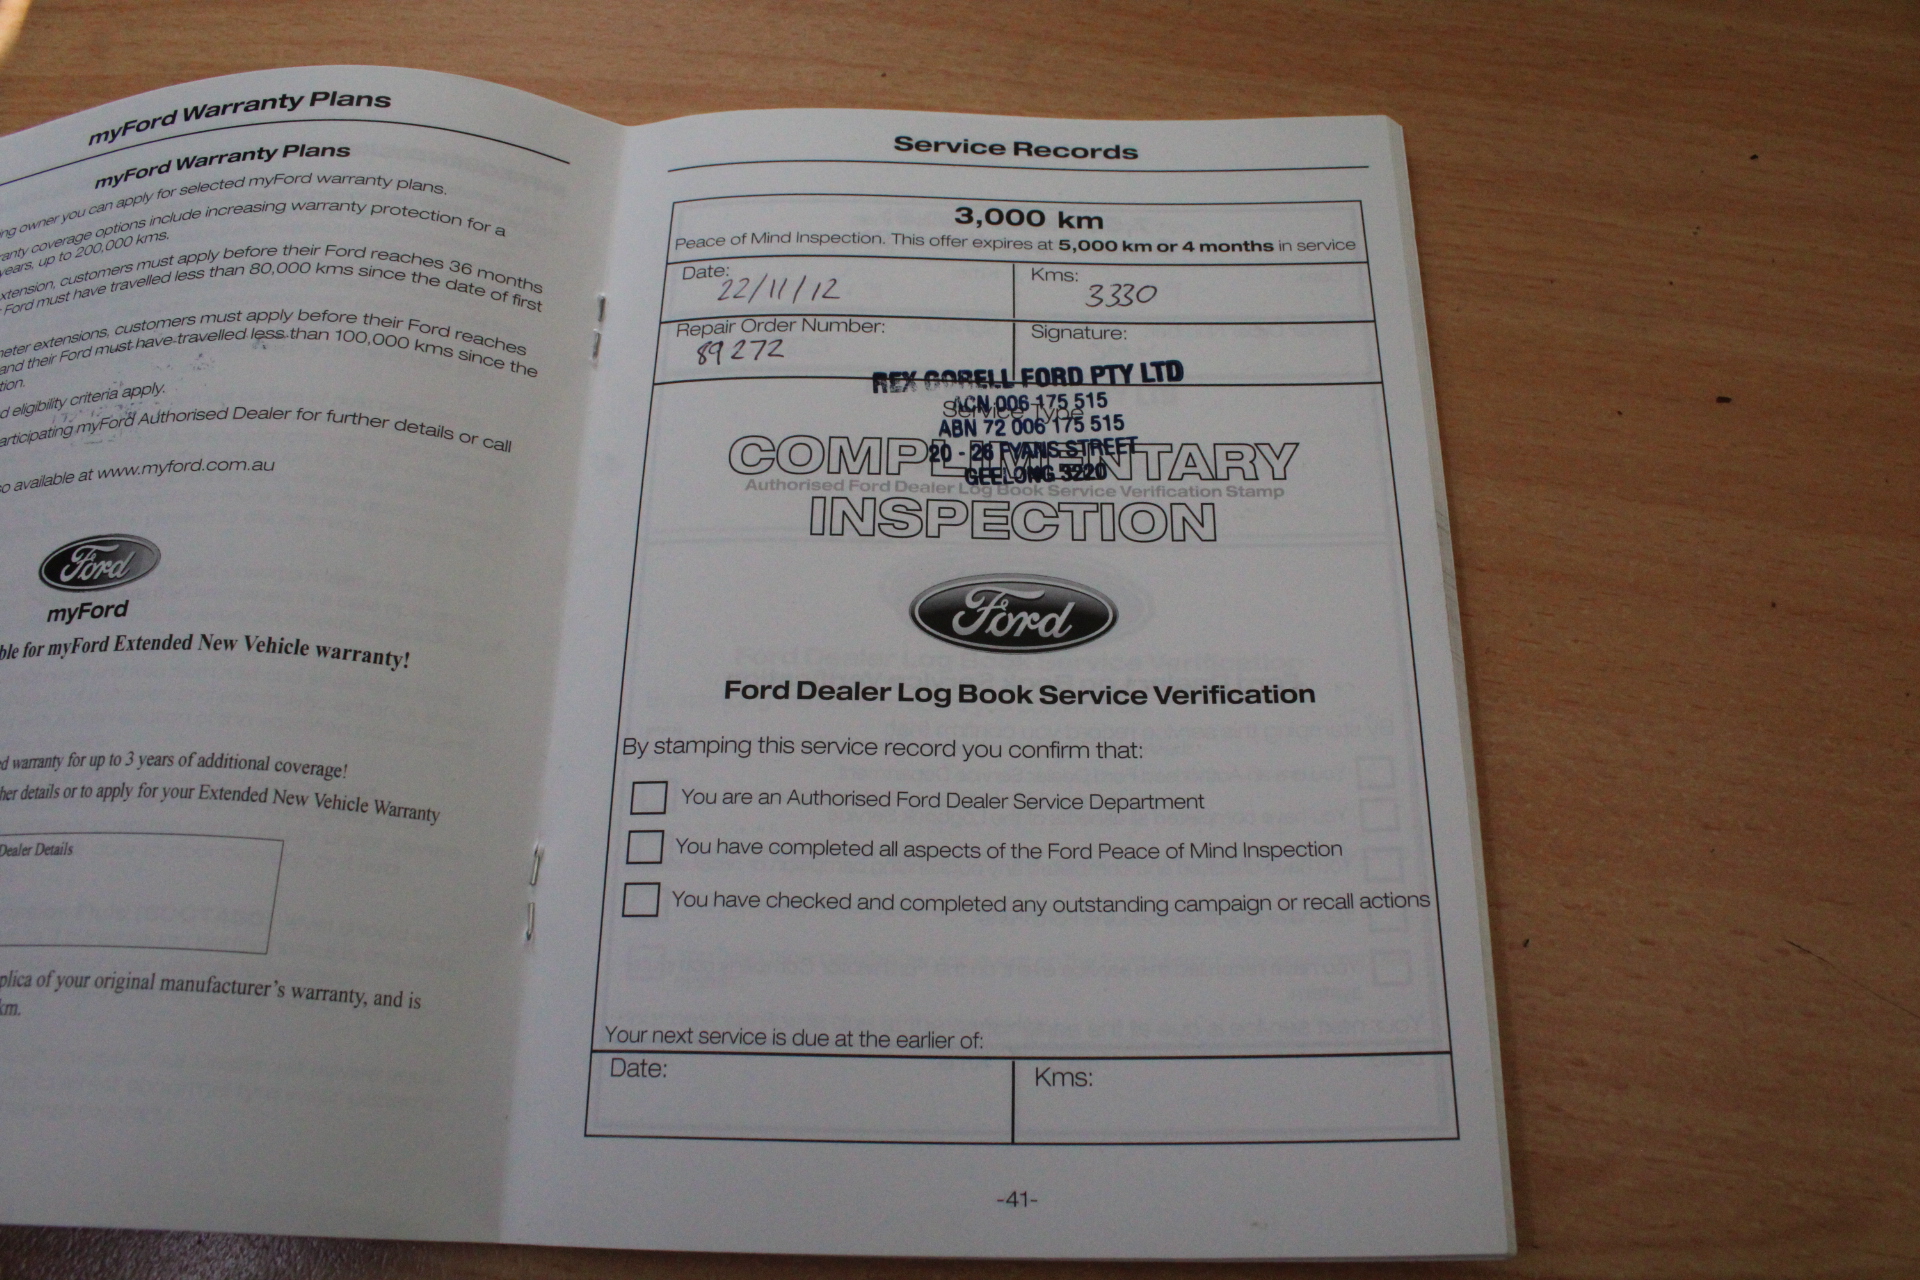 myFord Warranty Plans
myFord Warranty Plans
owner you can apply for selected myFord warranty plans.
coverage options include increasing warranty protection for a
years, up to 200,000 kms.
customers must apply before their Ford reaches 36 months
Ford must have travelled less than 80,000 kms since the date of first
extensions, customers must apply before their Ford reaches
and their Ford must have travelled less than 100,000 kms since the
eligibility criteria apply.
myFord Authorised Dealer for further details or call
available at www.myford.com.au
Ford
myFord
for myFord Extended New Vehicle warranty!
warranty for up to 3 years of additional coverage!
details or to apply for your Extended New Vehicle Warranty
Dealer Details
of your original manufacturer's warranty, and is
km.
Service Records
3,000 km
Peace of Mind Inspection. This offer expires at 5,000 km or 4 months in service
Date: 22/11/12
Kms: 3330
Repair Order Number: 89272
Signature:
REX GORELL FORD PTY LTD
ACN 006 175 515
Service Type
ABN 72 006 175 515
20 - 26 FYANS STREET
GEELONG 3220
COMPLIMENTARY
Authorised Ford Dealer Log Book Service Verification Stamp
INSPECTION
Ford
Ford Dealer Log Book Service Verification
By stamping this service record you confirm that:
You are an Authorised Ford Dealer Service Department
You have completed all aspects of the Ford Peace of Mind Inspection
You have checked and completed any outstanding campaign or recall actions
Your next service is due at the earlier of:
Date:
Kms:
-41-